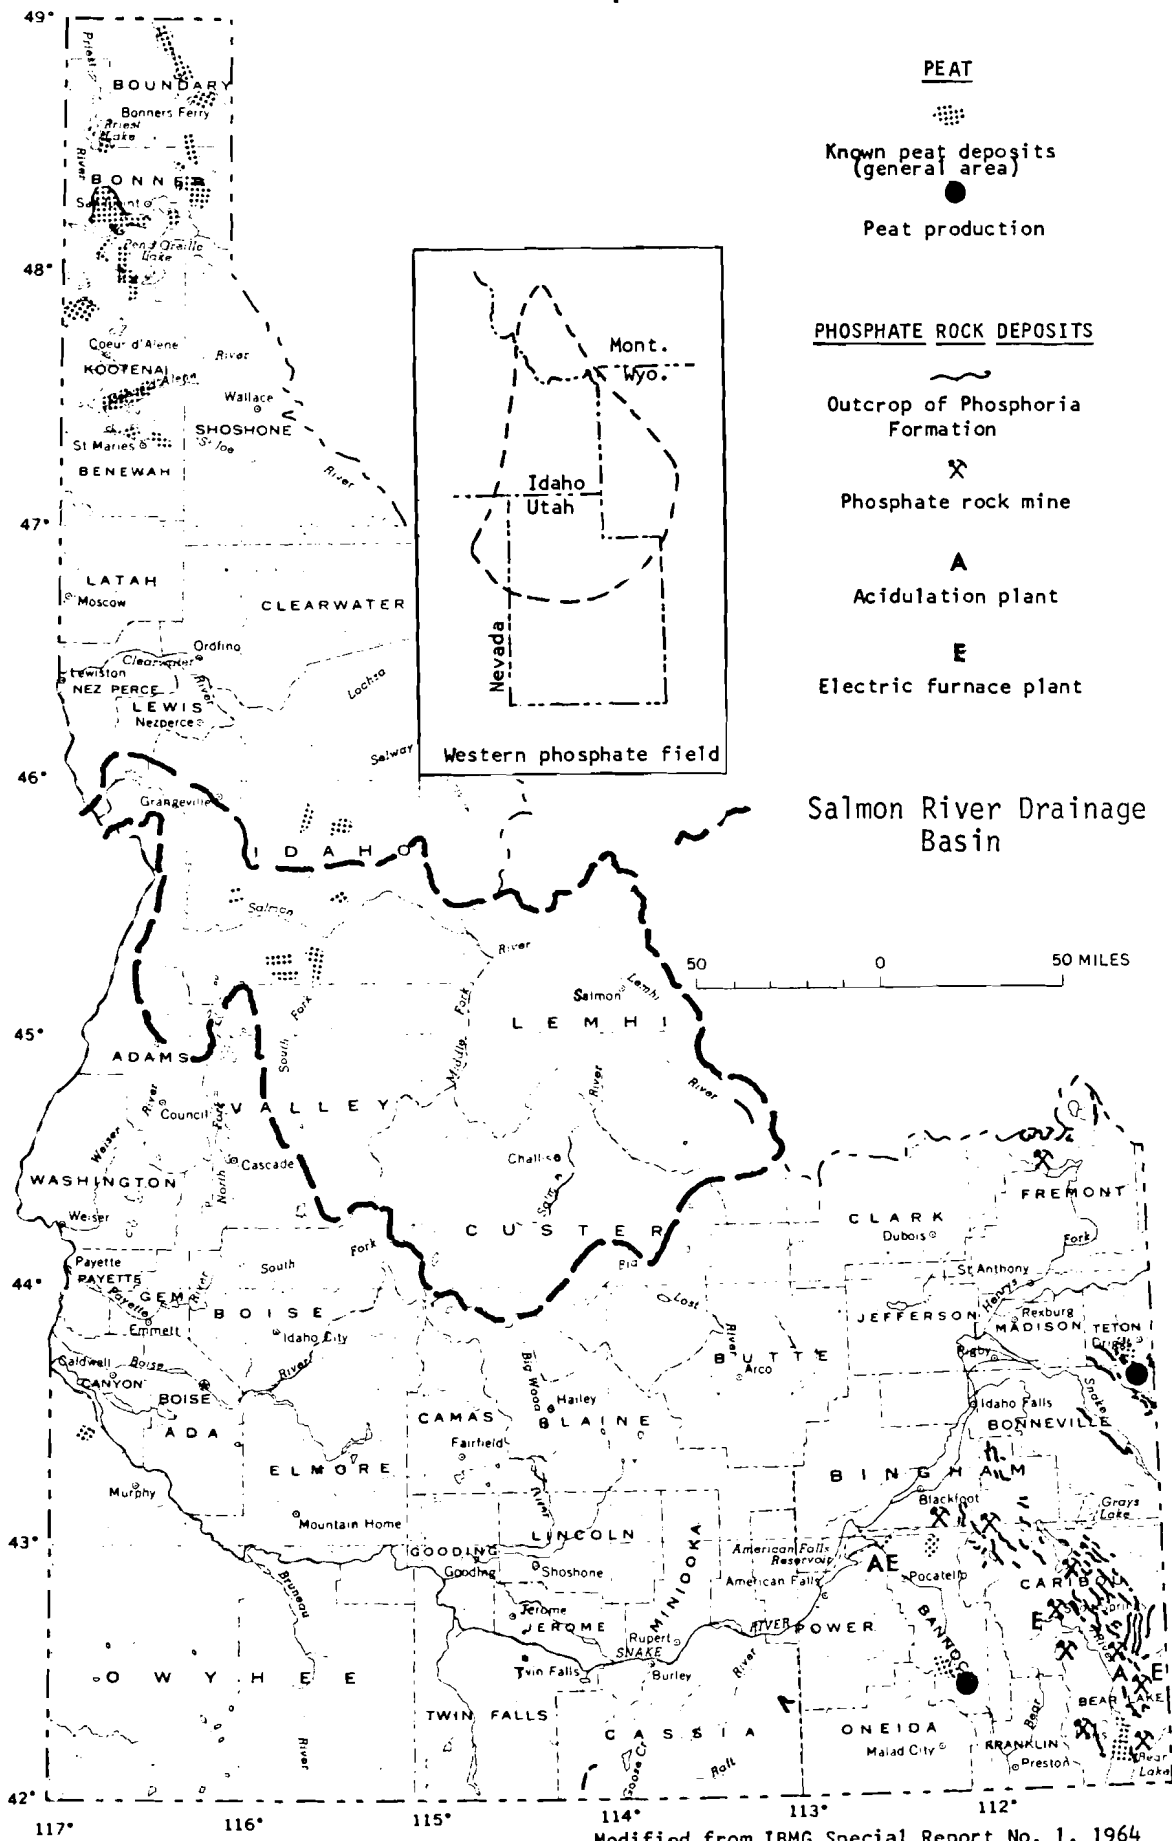 49°
Priest
BOUNDARY
Bonners Ferry
Priest
Lake
River
BONNER
Pend Oreille
Lake
48°
Coeur d'Alene
River
KOOTENAI
Wallace
SHOSHONE
St Maries
St Joe
BENEWAH
River
47°
LATAH
Moscow
CLEARWATER
Orofino
Clearwater
Lewiston
River
NEZ PERCE
LEWIS
Nezperce
Lochsa
Selway
46°
Grangeville
IDAHO
Salmon
River
Salmon
Lemhi
LEMHI
45°
ADAMS
South Fork
Middle Fork
River
River
Council
VALLEY
Weiser River
North Fork
Cascade
Challis
WASHINGTON
Weiser
CUSTER
FREMONT
CLARK
Dubois
Fork
Payette
PAYETTE
South
Fork
Big
St Anthony
44°
GEM
Payette
River
BOISE
Lost
Henrys
JEFFERSON
Rexburg
MADISON
TETON
Driggs
Emmett
Idaho City
River
River
Rigby
Caldwell
Boise
BUTTE
Arco
CANYON
BOISE
Big Wood
Hailey
Snake
Idaho Falls
ADA
CAMAS
BLAINE
BONNEVILLE
Fairfield
ELMORE
BINGHAM
Murphy
River
Blackfoot
Grays
Lake
Mountain Home
43°
LINCOLN
MINIDOKA
American Falls
Reservoir
GOODING
Gooding
Shoshone
AE
Pocatello
American Falls
CARIBOU
Bruneau
Jerome
JEROME
RIVER
POWER
E
BANNOCK
Rupert
SNAKE
Twin Falls
Burley
River
OWYHEE
A E
BEAR LAKE
TWIN FALLS
CASSIA
ONEIDA
Bear
Malad City
FRANKLIN
Preston
Bear
Lake
River
Goose Cr
Raft
42°
117°
116°
115°
114°
113°
112°
Mont.
Wyo.
Idaho
Utah
Nevada
Western phosphate field
PEAT
Known peat deposits
(general area)
Peat production
PHOSPHATE ROCK DEPOSITS
Outcrop of Phosphoria
Formation
Phosphate rock mine
A
Acidulation plant
E
Electric furnace plant
Salmon River Drainage
Basin
50 0 50 MILES
Modified from IBMG Special Report No. 1, 1964